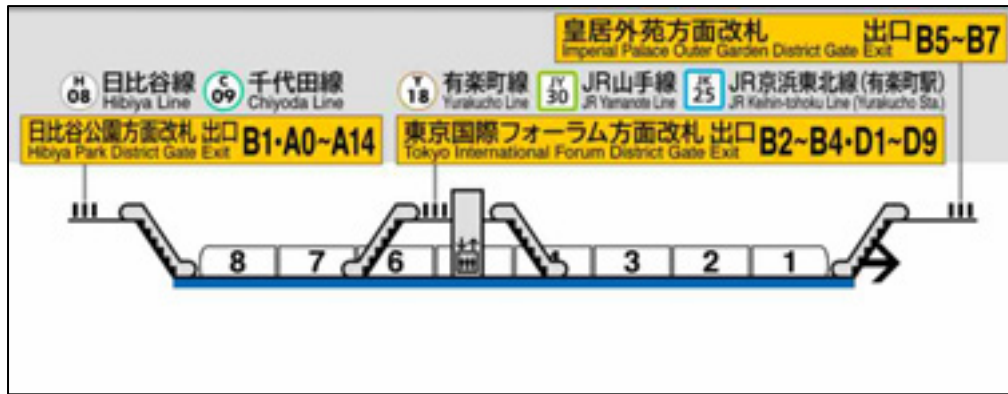 皇居外苑方面改札 出口 B5~B7
Imperial Palace Outer Garden District Gate Exit
H 08 日比谷線 C 09 千代田線 Y 18 有楽町線 JY 30 JR山手線 JK 25 JR京浜東北線(有楽町駅)
Hibiya Line Chiyoda Line Yurakucho Line JR Yamanote Line JR Keihin-tohoku Line (Yurakucho Sta.)
日比谷公園方面改札 出口 B1・A0~A14
Hibiya Park District Gate Exit
東京国際フォーラム方面改札 出口 B2~B4・D1~D9
Tokyo International Forum District Gate Exit
8 7 6 3 2 1